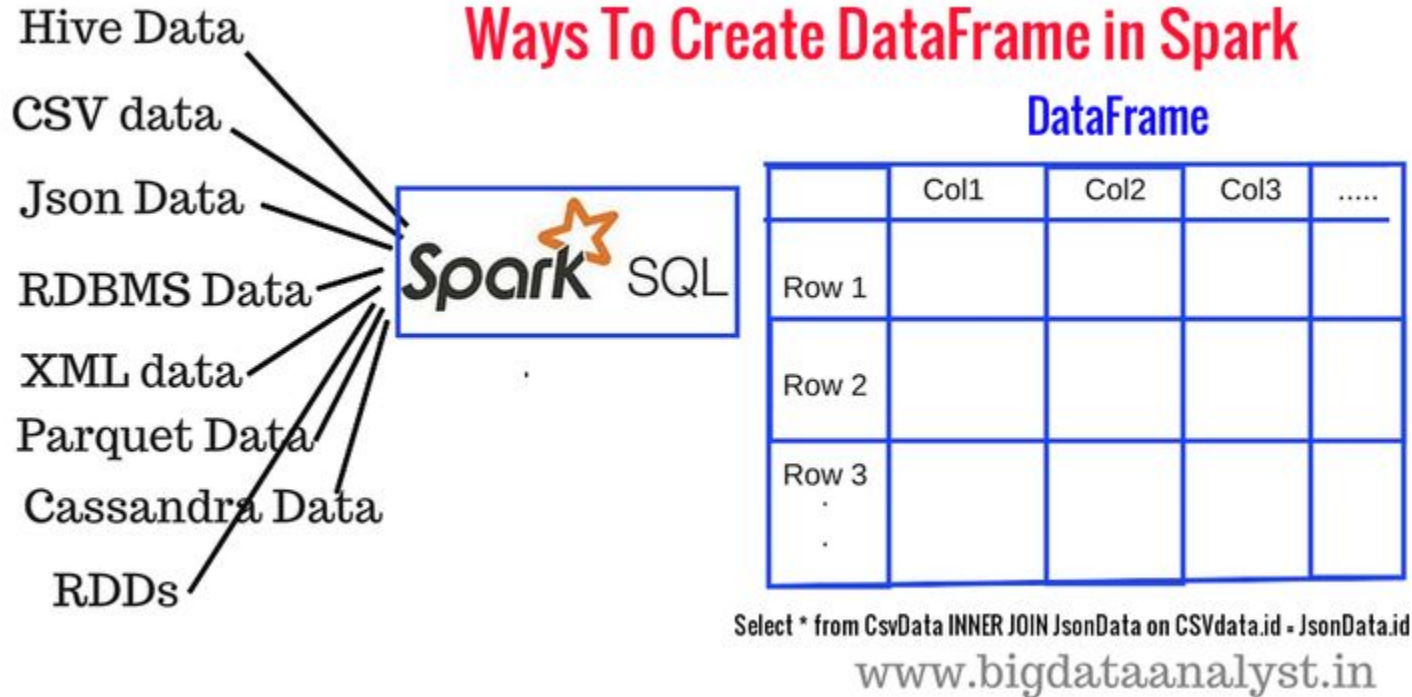 Ways To Create DataFrame in Spark
Hive Data
CSV data
Json Data
RDBMS Data
XML data
Parquet Data
Cassandra Data
RDDs
Spark SQL
DataFrame
Col1 Col2 Col3 .....
Row 1
Row 2
Row 3
.
.
Select * from CsvData INNER JOIN JsonData on CSVdata.id = JsonData.id
www.bigdataanalyst.in